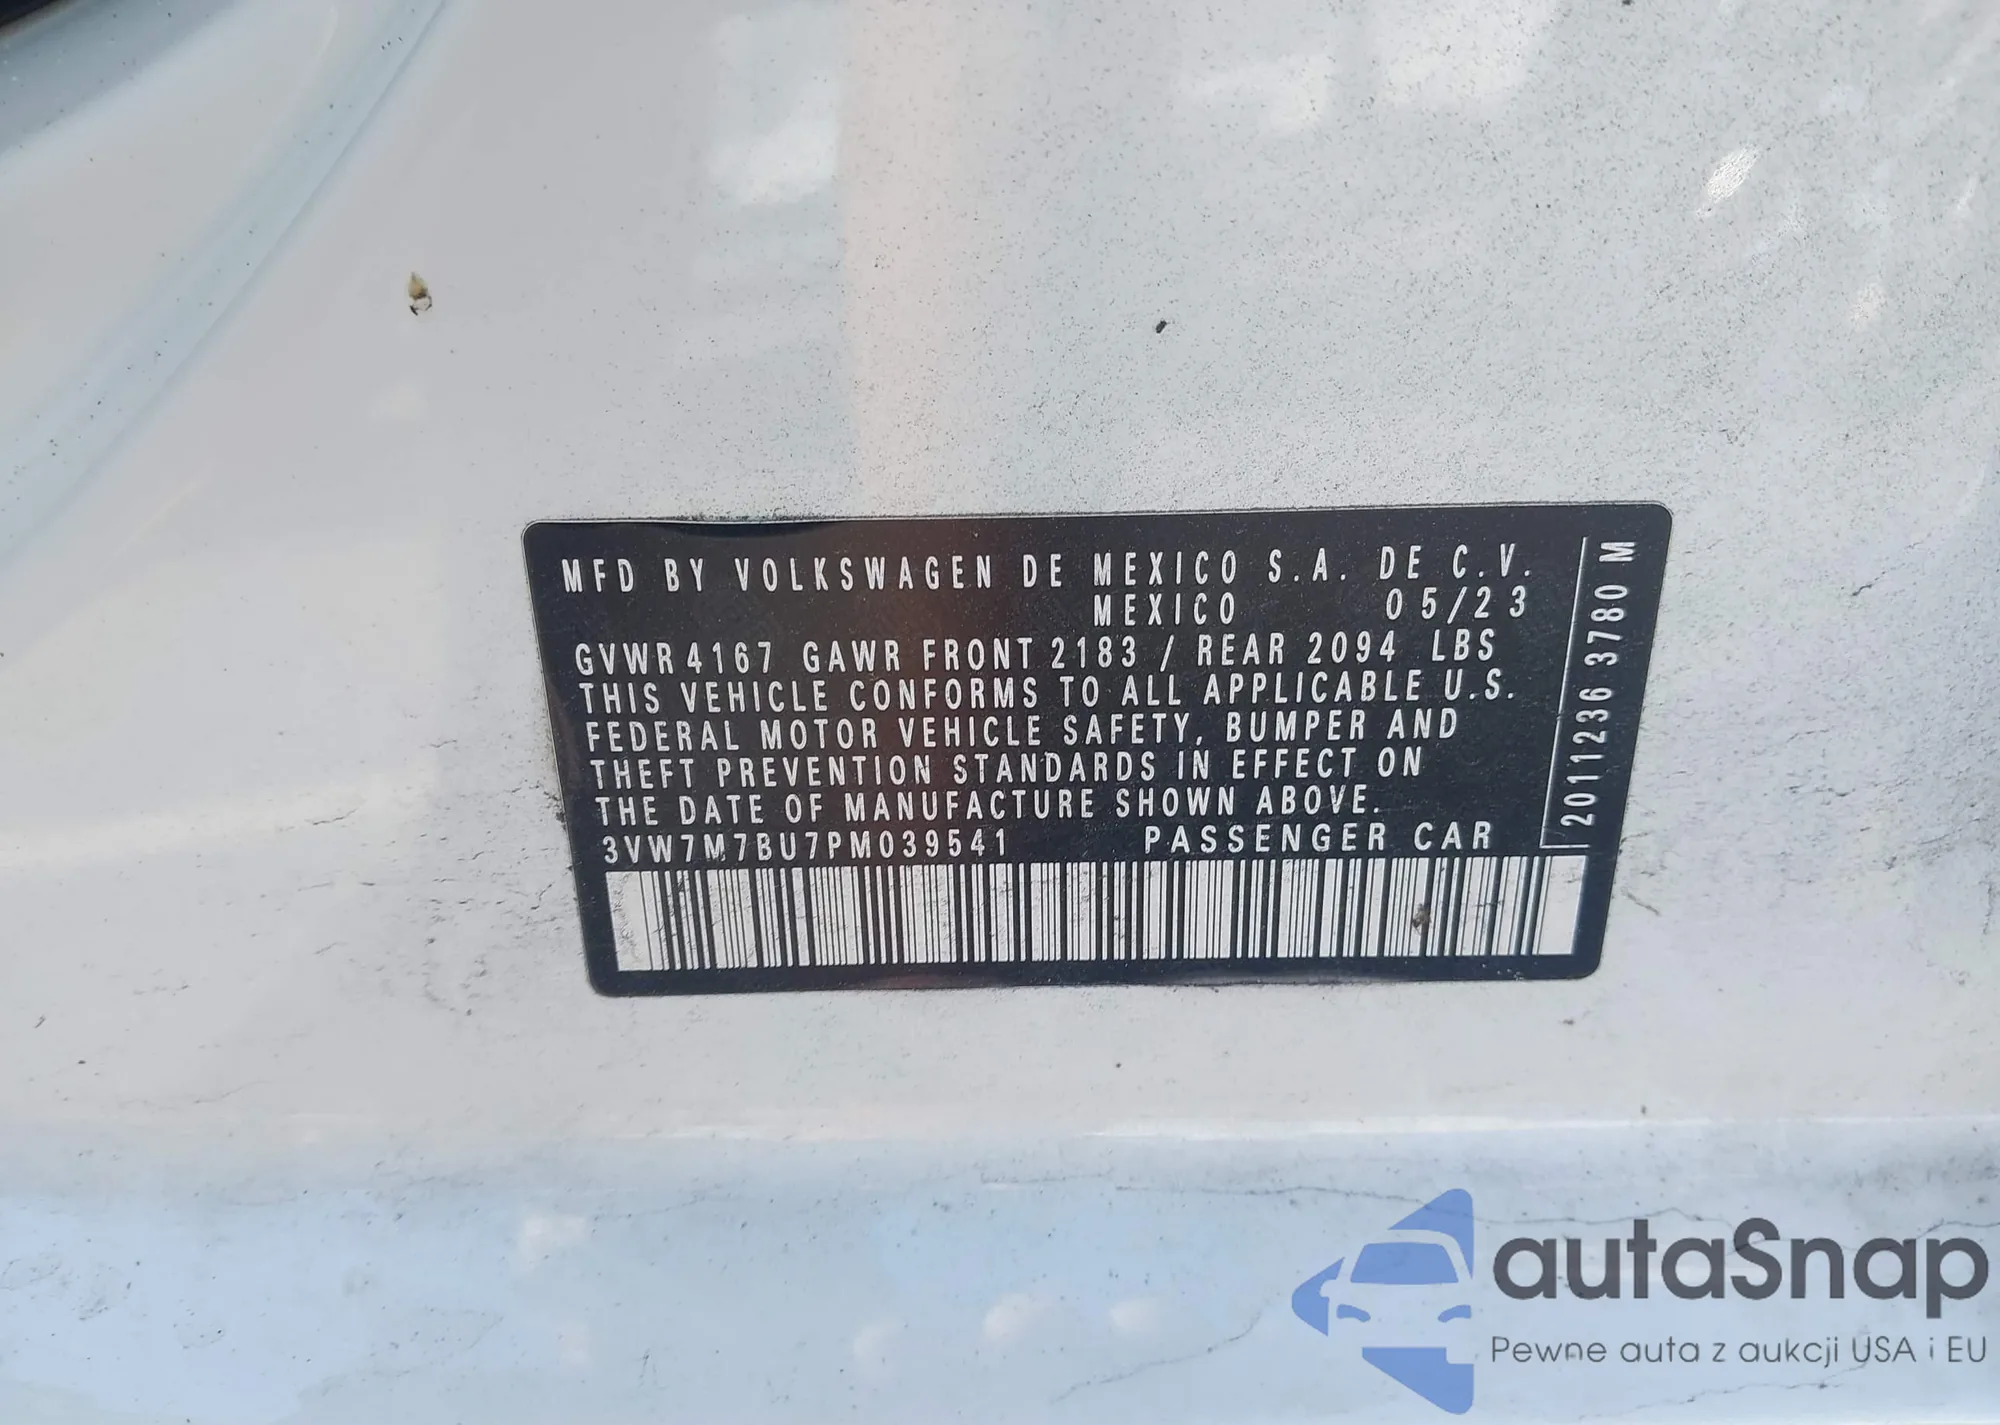 MFD BY VOLKSWAGEN DE MEXICO S.A. DE C.V.
MEXICO 05/23
GVWR 4167 GAWR FRONT 2183 / REAR 2094 LBS
THIS VEHICLE CONFORMS TO ALL APPLICABLE U.S.
FEDERAL MOTOR VEHICLE SAFETY, BUMPER AND
THEFT PREVENTION STANDARDS IN EFFECT ON
THE DATE OF MANUFACTURE SHOWN ABOVE.
3VW7M7BU7PM039541 PASSENGER CAR
2011236 3780 M
autaSnap
Pewne auta z aukcji USA i EU